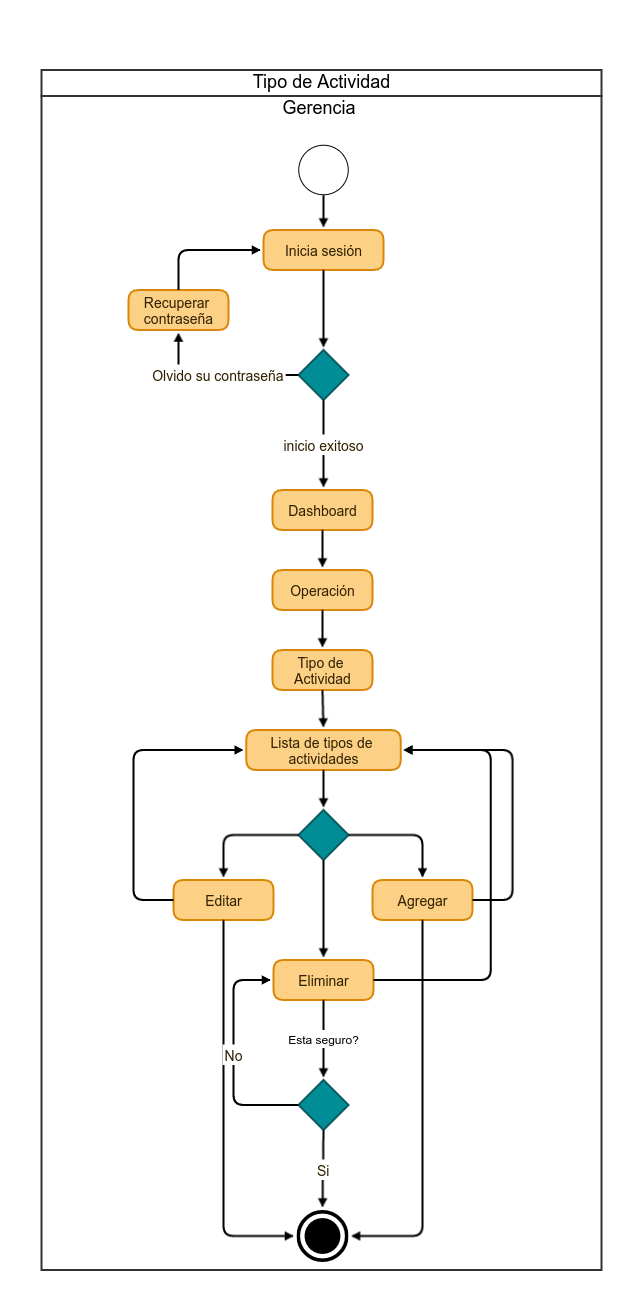 Tipo de Actividad
Gerencia
Inicia sesión
Recuperar
contraseña
Olvido su contraseña
inicio exitoso
Dashboard
Operación
Tipo de
Actividad
Lista de tipos de
actividades
Editar
Agregar
Eliminar
Esta seguro?
No
Si